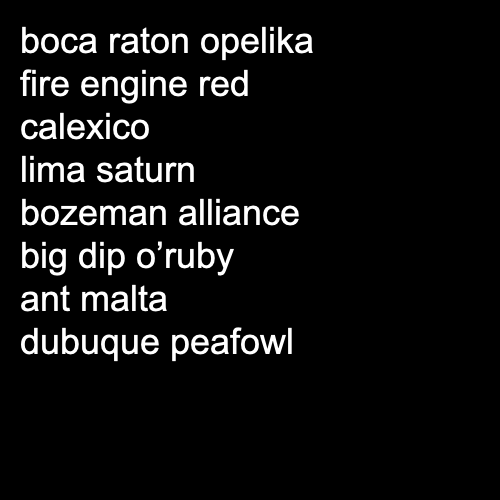 boca raton opelika
fire engine red
calexico
lima saturn
bozeman alliance
big dip o’ruby
ant malta
dubuque peafowl